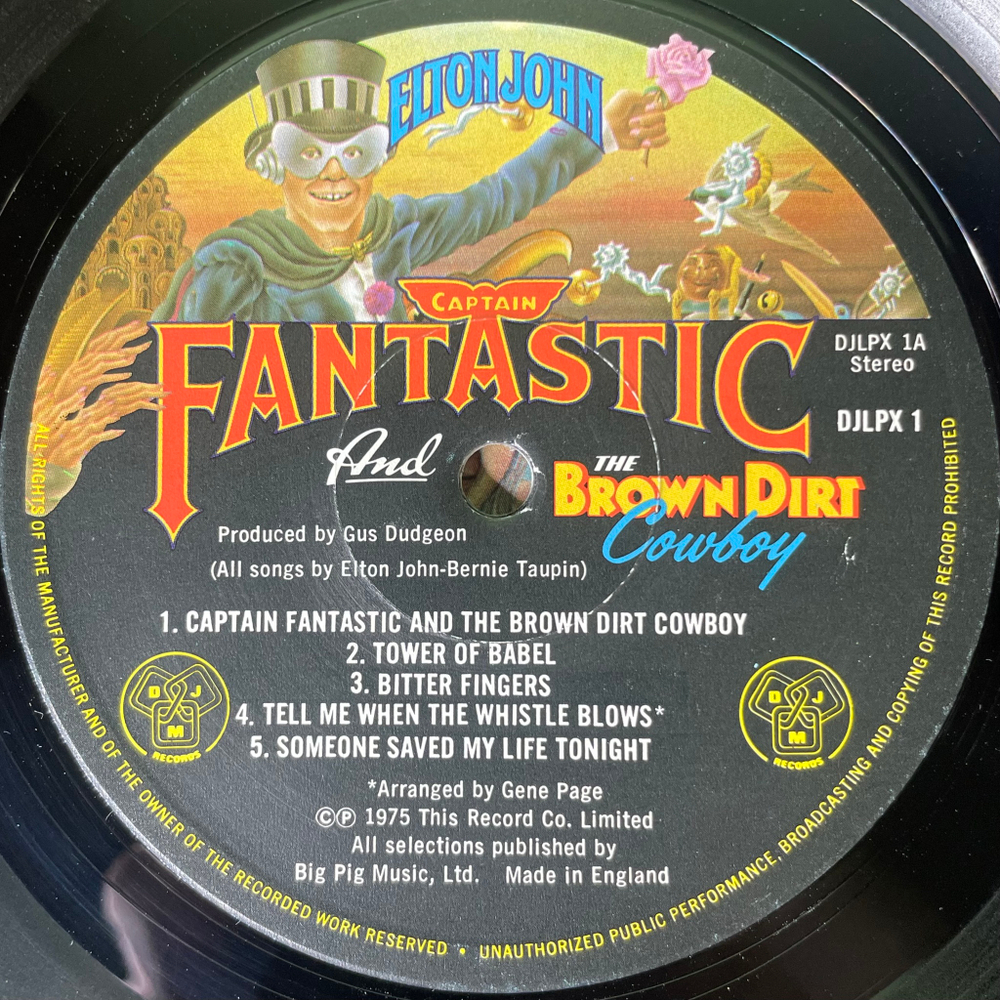 ELTON JOHN
CAPTAIN
FANTASTIC
And
THE
BROWN DIRT
Cowboy
DJLPX 1A
Stereo
DJLPX 1
Produced by Gus Dudgeon
(All songs by Elton John-Bernie Taupin)
1. CAPTAIN FANTASTIC AND THE BROWN DIRT COWBOY
2. TOWER OF BABEL
3. BITTER FINGERS
4. TELL ME WHEN THE WHISTLE BLOWS*
5. SOMEONE SAVED MY LIFE TONIGHT
DJM
RECORDS
DJM
RECORDS
*Arranged by Gene Page
©℗ 1975 This Record Co. Limited
All selections published by
Big Pig Music, Ltd. Made in England
ALL RIGHTS OF THE MANUFACTURER AND OF THE OWNER OF THE RECORDED WORK RESERVED • UNAUTHORIZED PUBLIC PERFORMANCE, BROADCASTING AND COPYING OF THIS RECORD PROHIBITED